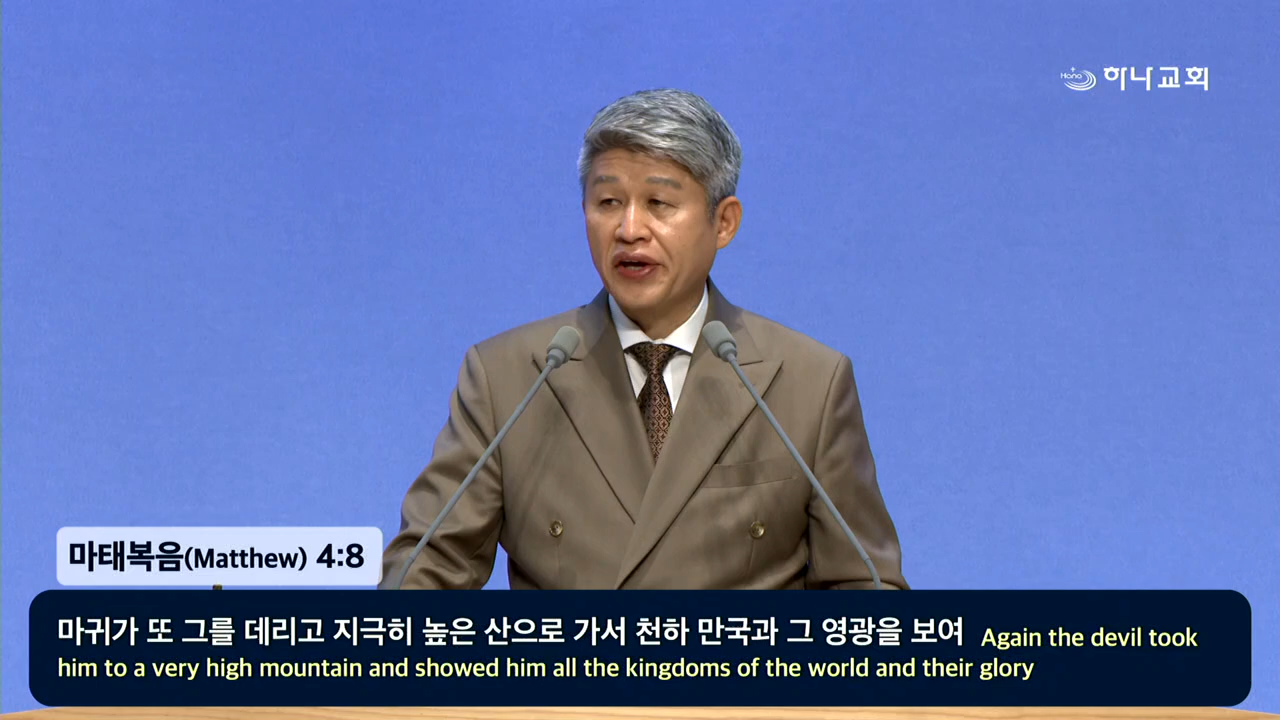 Hana 하나교회
마태복음(Matthew) 4:8
마귀가 또 그를 데리고 지극히 높은 산으로 가서 천하 만국과 그 영광을 보여 Again the devil took
him to a very high mountain and showed him all the kingdoms of the world and their glory